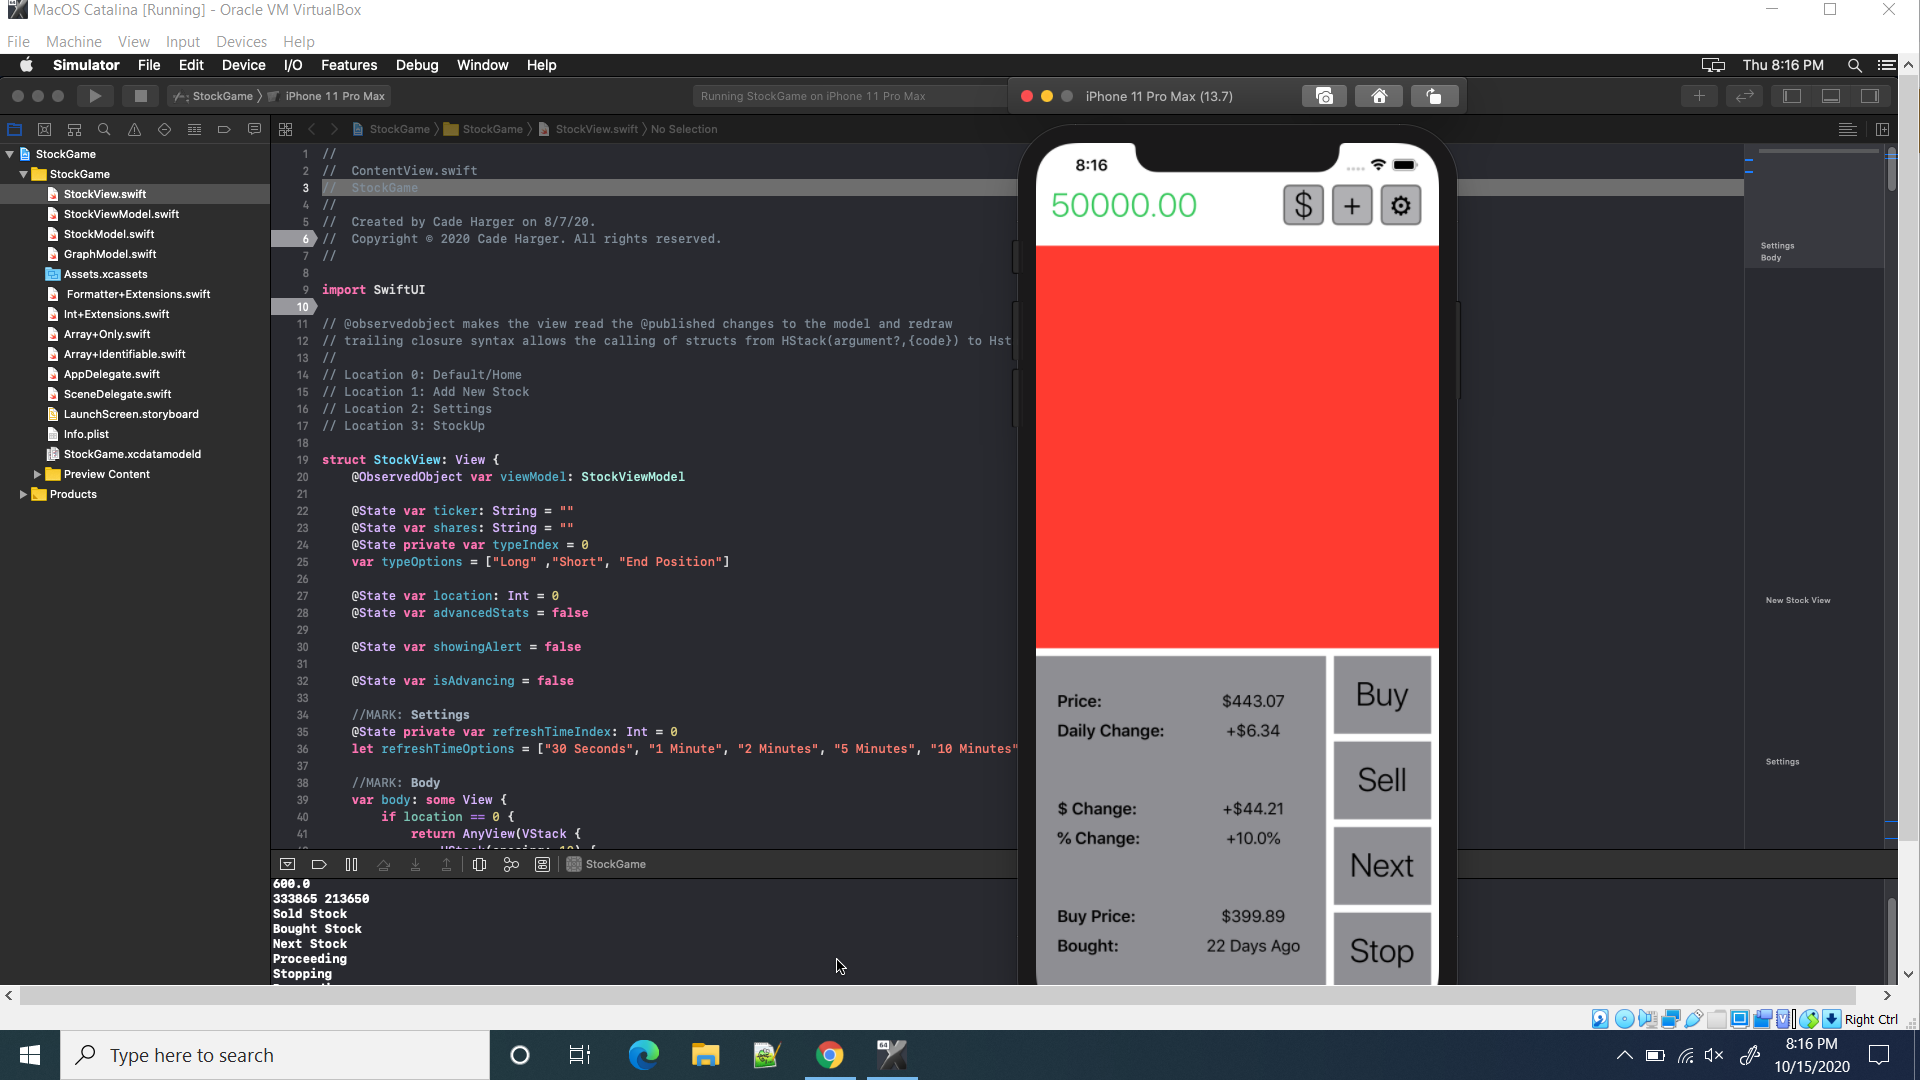 MacOS Catalina [Running] - Oracle VM VirtualBox
File Machine View Input Devices Help
Simulator File Edit Device I/O Features Debug Window Help
Thu 8:16 PM
StockGame iPhone 11 Pro Max
Running StockGame on iPhone 11 Pro Max
iPhone 11 Pro Max (13.7)
StockGame StockGame StockView.swift No Selection
StockGame
StockGame
StockView.swift
StockViewModel.swift
StockModel.swift
GraphModel.swift
Assets.xcassets
Formatter+Extensions.swift
Int+Extensions.swift
Array+Only.swift
Array+Identifiable.swift
AppDelegate.swift
SceneDelegate.swift
LaunchScreen.storyboard
Info.plist
StockGame.xcdatamodeld
Preview Content
Products
1 //
2 // ContentView.swift
3 // StockGame
4 //
5 // Created by Cade Harger on 8/7/20.
6 // Copyright © 2020 Cade Harger. All rights reserved.
7 //
8
9 import SwiftUI
10
11 // @observedobject makes the view read the @published changes to the model and redraw
12 // trailing closure syntax allows the calling of structs from HStack(argument?,{code}) to Hst
13 //
14 // Location 0: Default/Home
15 // Location 1: Add New Stock
16 // Location 2: Settings
17 // Location 3: StockUp
18
19 struct StockView: View {
20 @ObservedObject var viewModel: StockViewModel
21
22 @State var ticker: String = ""
23 @State var shares: String = ""
24 @State private var typeIndex = 0
25 var typeOptions = ["Long" ,"Short", "End Position"]
26
27 @State var location: Int = 0
28 @State var advancedStats = false
29
30 @State var showingAlert = false
31
32 @State var isAdvancing = false
33
34 //MARK: Settings
35 @State private var refreshTimeIndex: Int = 0
36 let refreshTimeOptions = ["30 Seconds", "1 Minute", "2 Minutes", "5 Minutes", "10 Minutes"
37
38 //MARK: Body
39 var body: some View {
40 if location == 0 {
41 return AnyView(VStack {
StockGame
600.0
333865 213650
Sold Stock
Bought Stock
Next Stock
Proceeding
Stopping
8:16
50000.00 $ +
Price: $443.07
Daily Change: +$6.34
$ Change: +$44.21
% Change: +10.0%
Buy Price: $399.89
Bought: 22 Days Ago
Buy
Sell
Next
Stop
Settings
Body
New Stock View
Settings
Right Ctrl
Type here to search
64
8:16 PM
10/15/2020